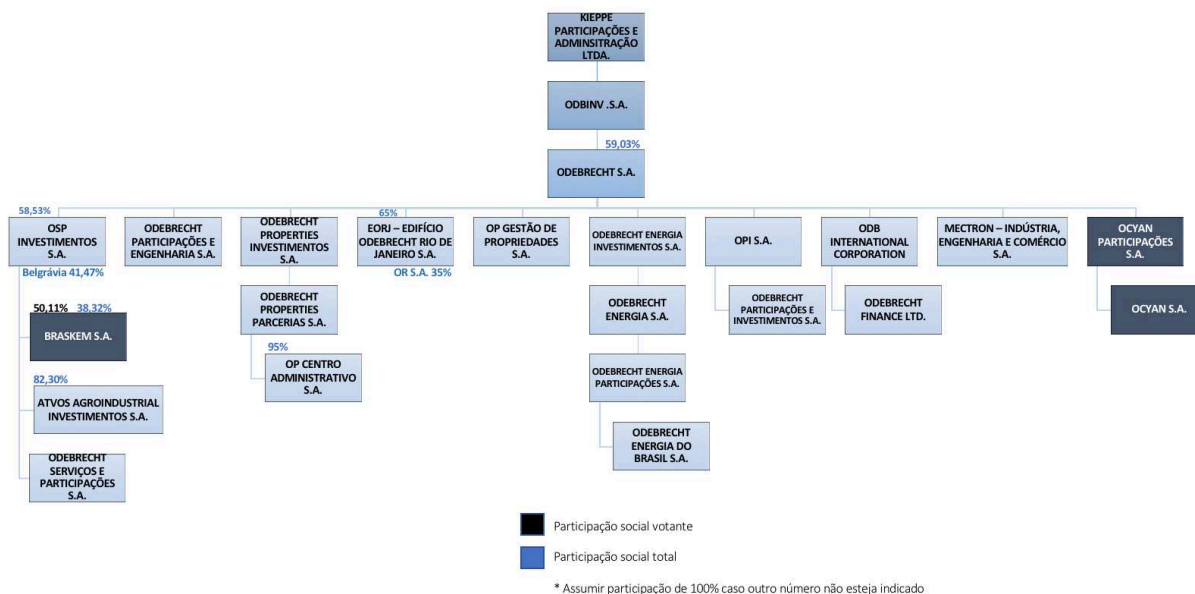 KIEPPE
PARTICIPAÇÕES E
ADMINSITRAÇÃO
LTDA.
ODBINV .S.A.
59,03%
ODEBRECHT S.A.
58,53%
OSP
INVESTIMENTOS
S.A.
Belgrávia 41,47%
ODEBRECHT
PARTICIPAÇÕES E
ENGENHARIA S.A.
ODEBRECHT
PROPERTIES
INVESTIMENTOS
S.A.
65%
EORJ – EDIFÍCIO
ODEBRECHT RIO DE
JANEIRO S.A.
OR S.A. 35%
OP GESTÃO DE
PROPRIEDADES
S.A.
ODEBRECHT ENERGIA
INVESTIMENTOS S.A.
OPI S.A.
ODB
INTERNATIONAL
CORPORATION
MECTRON – INDÚSTRIA,
ENGENHARIA E COMÉRCIO
S.A.
OCYAN
PARTICIPAÇÕES
S.A.
50,11% 38,32%
BRASKEM S.A.
82,30%
ATVOS AGROINDUSTRIAL
INVESTIMENTOS S.A.
ODEBRECHT
SERVIÇOS E
PARTICIPAÇÕES
S.A.
ODEBRECHT
PROPERTIES
PARCERIAS S.A.
95%
OP CENTRO
ADMINISTRATIVO
S.A.
ODEBRECHT
ENERGIA S.A.
ODEBRECHT ENERGIA
PARTICIPAÇÕES S.A.
ODEBRECHT
ENERGIA DO
BRASIL S.A.
ODEBRECHT
PARTICIPAÇÕES E
INVESTIMENTOS S.A.
ODEBRECHT
FINANCE LTD.
OCYAN S.A.
Participação social votante
Participação social total
* Assumir participação de 100% caso outro número não esteja indicado